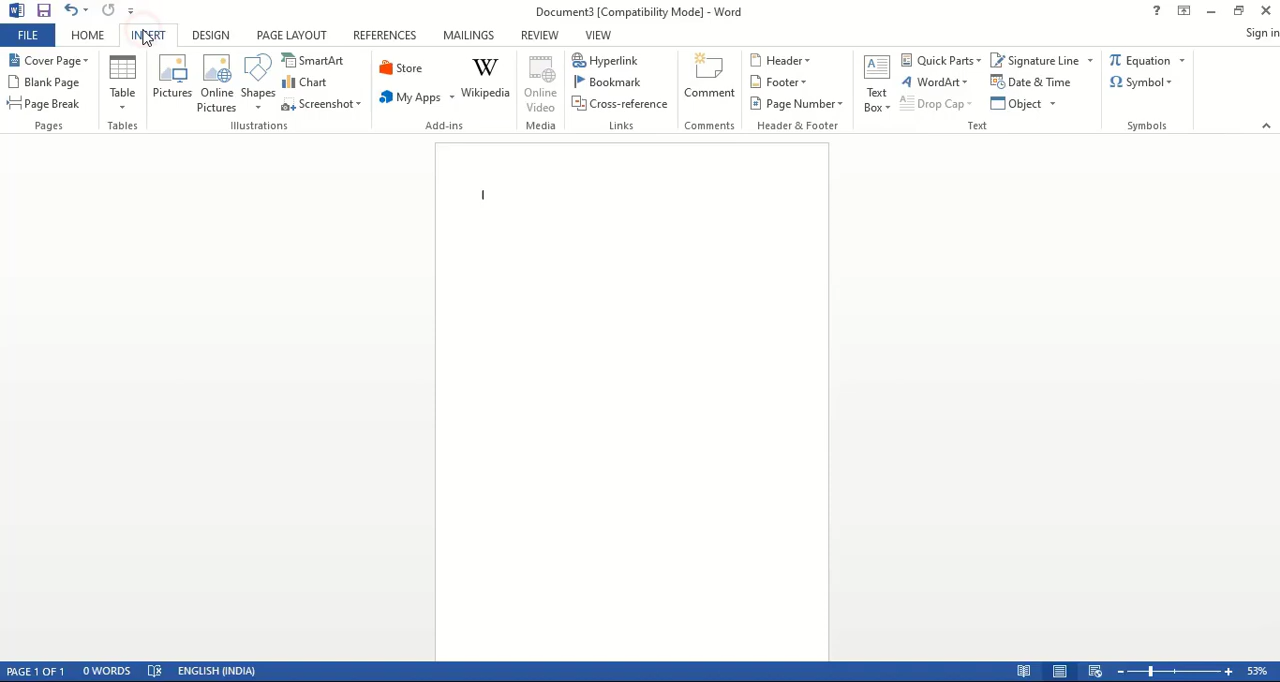 Document3 [Compatibility Mode] - Word
?
FILE HOME INSERT DESIGN PAGE LAYOUT REFERENCES MAILINGS REVIEW VIEW Sign in
Cover Page
Blank Page
Page Break
Pages
Table
Tables
Pictures
Online
Pictures
Shapes
SmartArt
Chart
Screenshot
Illustrations
Store
My Apps
W
Wikipedia
Add-ins
Online
Video
Media
Hyperlink
Bookmark
Cross-reference
Links
Comment
Comments
Header
Footer
Page Number
Header & Footer
A
Text
Box
Quick Parts
WordArt
Drop Cap
Signature Line
Date & Time
Object
Text
π Equation
Ω Symbol
Symbols
PAGE 1 OF 1 0 WORDS ENGLISH (INDIA) 53%